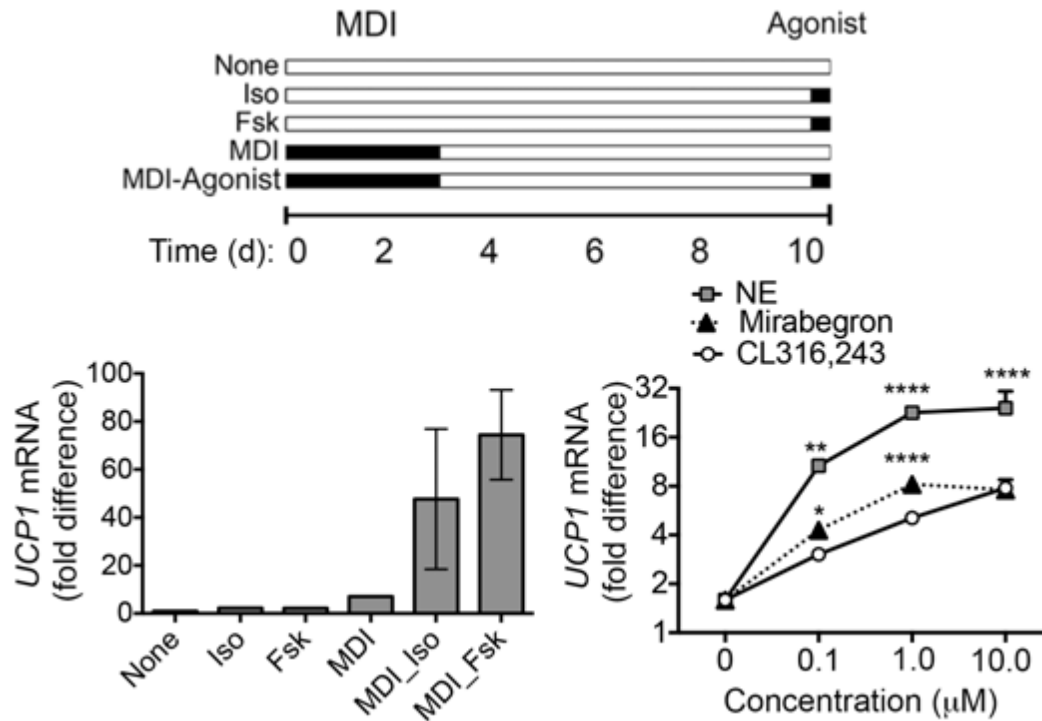 MDI Agonist
None
Iso
Fsk
MDI
MDI-Agonist
Time (d): 0 2 4 6 8 10
NE
Mirabegron
CL316,243
UCP1 mRNA
(fold difference)
100
80
60
40
20
0
None Iso Fsk MDI MDI_Iso MDI_Fsk
UCP1 mRNA
(fold difference)
32
16
8
4
2
1
** **** ****
* ****
0 0.1 1.0 10.0
Concentration (μM)